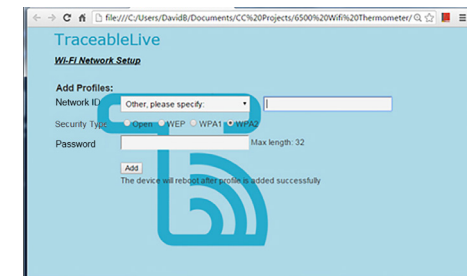 file:///C:/Users/DavidB/Documents/CC%20Projects/6500%20Wifi%20Thermometer/
TraceableLive
Wi-Fi Network Setup
Add Profiles:
Network ID Other, please specify:
Security Type Open WEP WPA1 WPA2
Password Max length: 32
Add
The device will reboot after profile is added successfully